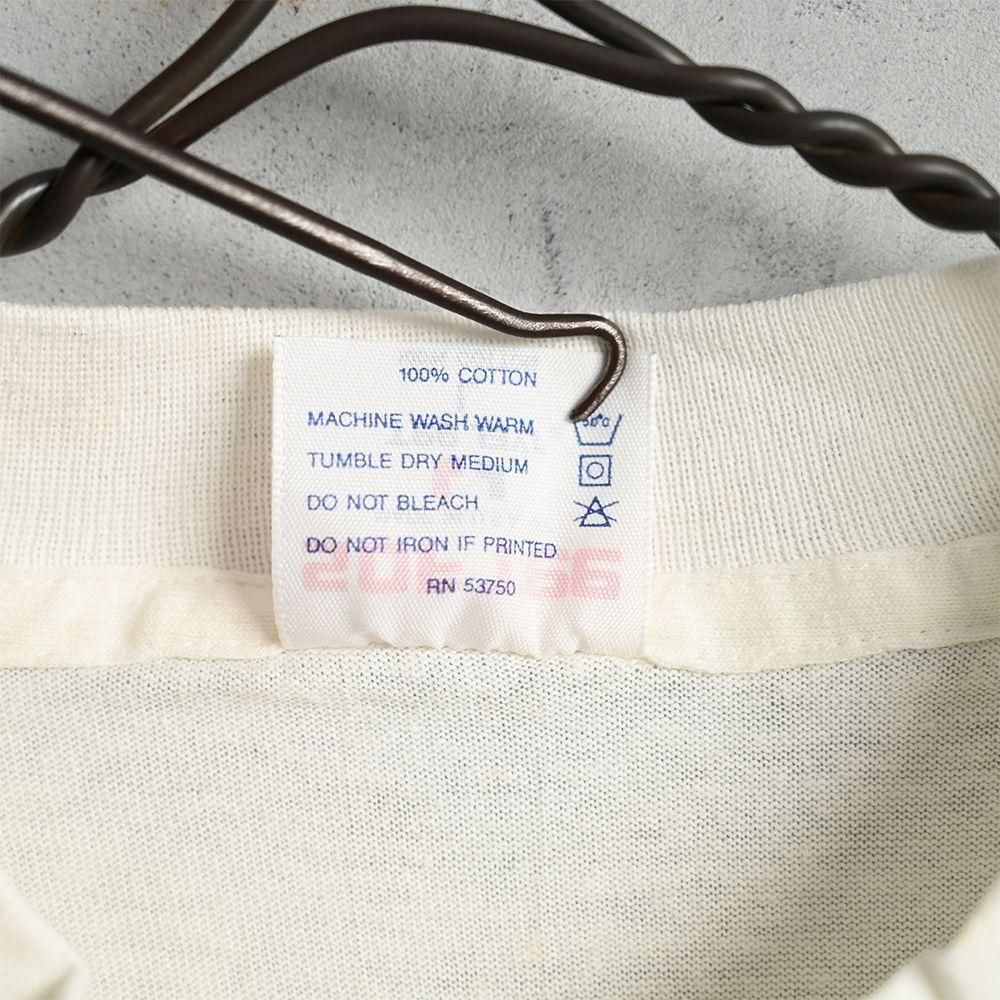 100% COTTON
MACHINE WASH WARM
TUMBLE DRY MEDIUM
DO NOT BLEACH
DO NOT IRON IF PRINTED
RN 53750